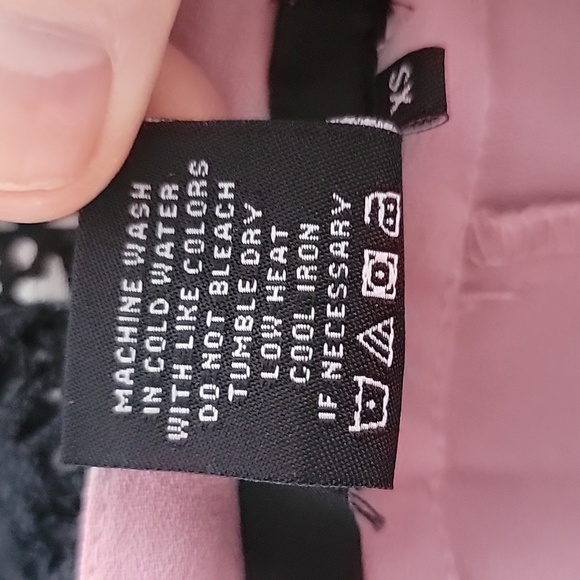 XS
MACHINE WASH
IN COLD WATER
WITH LIKE COLORS
DO NOT BLEACH
TUMBLE DRY
LOW HEAT
COOL IRON
IF NECESSARY